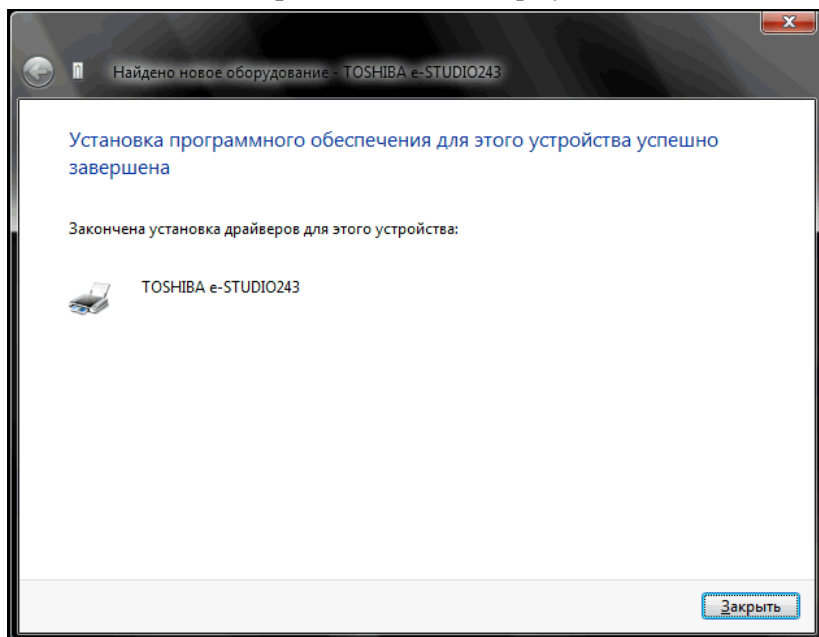 Найдено новое оборудование - TOSHIBA e-STUDIO243
Установка программного обеспечения для этого устройства успешно
завершена
Закончена установка драйверов для этого устройства:
TOSHIBA e-STUDIO243
Закрыть